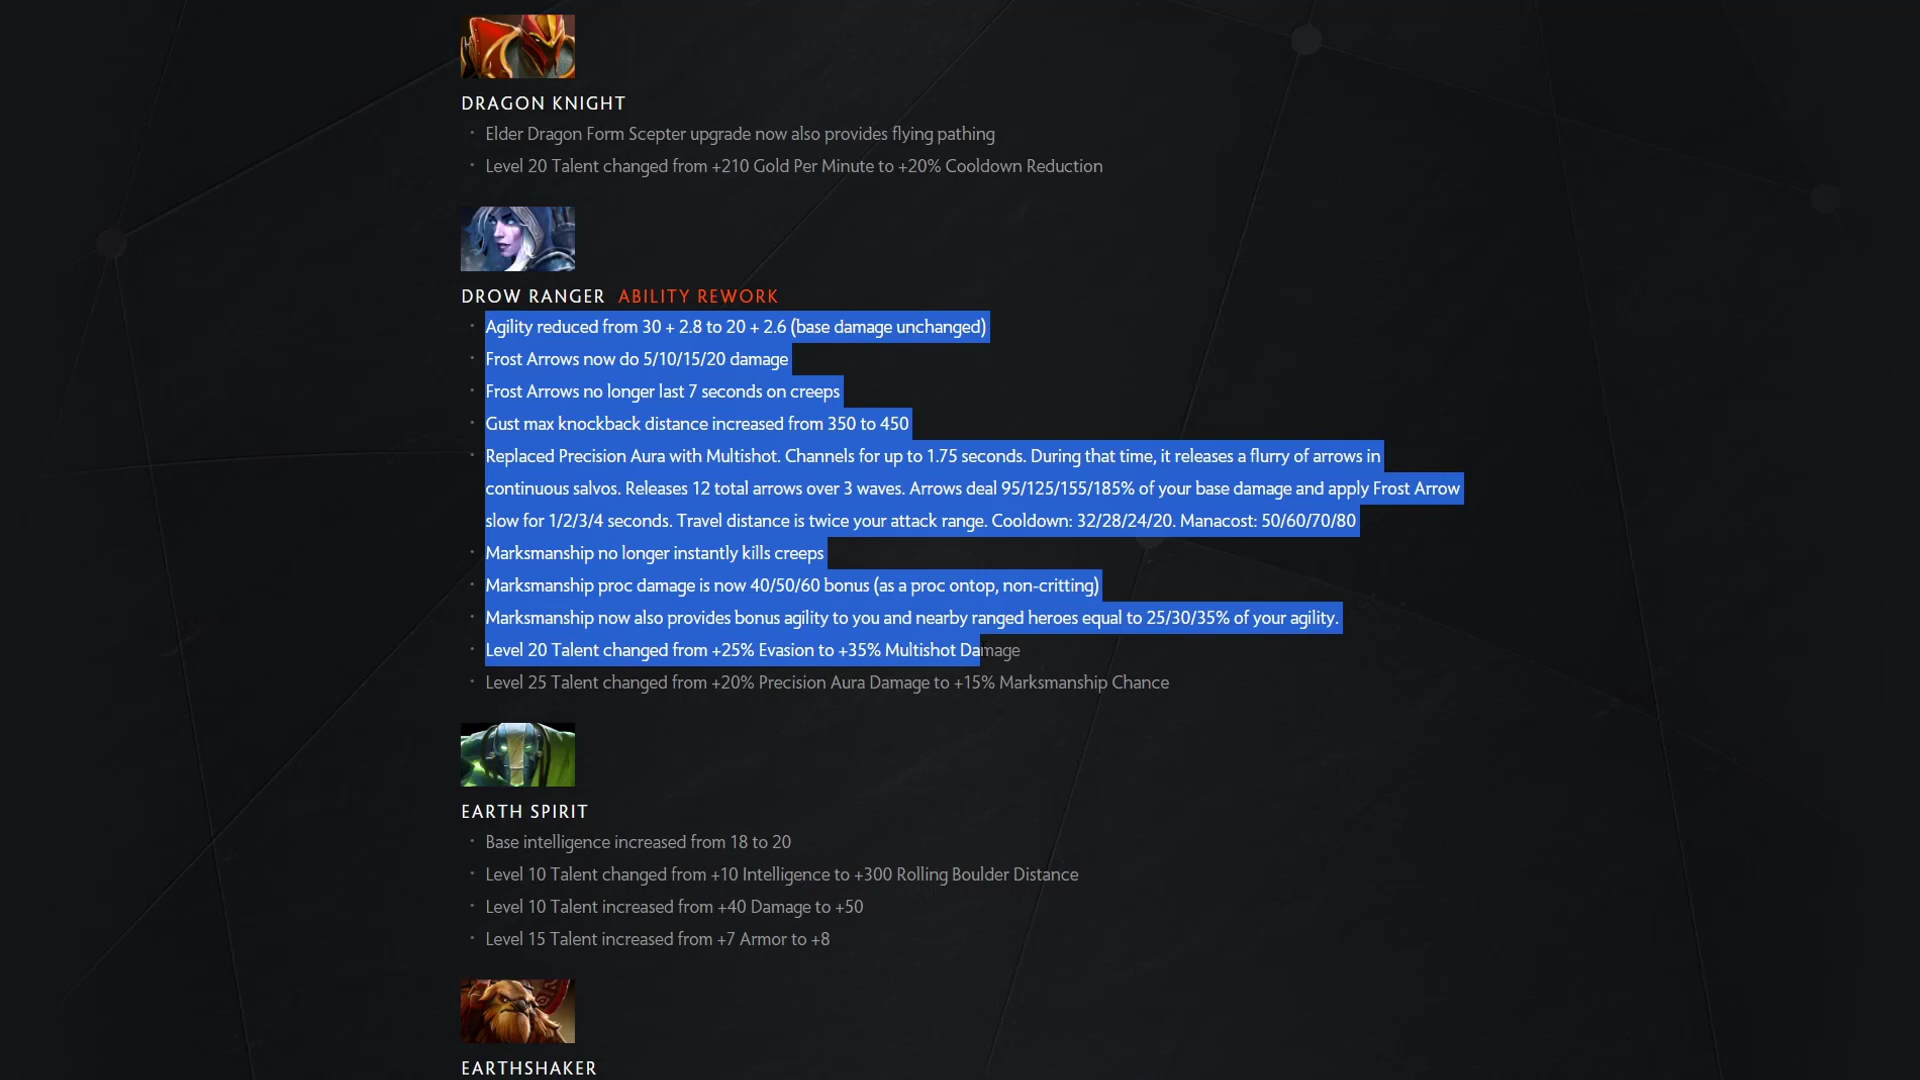 DRAGON KNIGHT
Elder Dragon Form Scepter upgrade now also provides flying pathing
Level 20 Talent changed from +210 Gold Per Minute to +20% Cooldown Reduction
DROW RANGER ABILITY REWORK
Agility reduced from 30 + 2.8 to 20 + 2.6 (base damage unchanged)
Frost Arrows now do 5/10/15/20 damage
Frost Arrows no longer last 7 seconds on creeps
Gust max knockback distance increased from 350 to 450
Replaced Precision Aura with Multishot. Channels for up to 1.75 seconds. During that time, it releases a flurry of arrows in
continuous salvos. Releases 12 total arrows over 3 waves. Arrows deal 95/125/155/185% of your base damage and apply Frost Arrow
slow for 1/2/3/4 seconds. Travel distance is twice your attack range. Cooldown: 32/28/24/20. Manacost: 50/60/70/80
Marksmanship no longer instantly kills creeps
Marksmanship proc damage is now 40/50/60 bonus (as a proc ontop, non-critting)
Marksmanship now also provides bonus agility to you and nearby ranged heroes equal to 25/30/35% of your agility.
Level 20 Talent changed from +25% Evasion to +35% Multishot Damage
Level 25 Talent changed from +20% Precision Aura Damage to +15% Marksmanship Chance
EARTH SPIRIT
Base intelligence increased from 18 to 20
Level 10 Talent changed from +10 Intelligence to +300 Rolling Boulder Distance
Level 10 Talent increased from +40 Damage to +50
Level 15 Talent increased from +7 Armor to +8
EARTHSHAKER